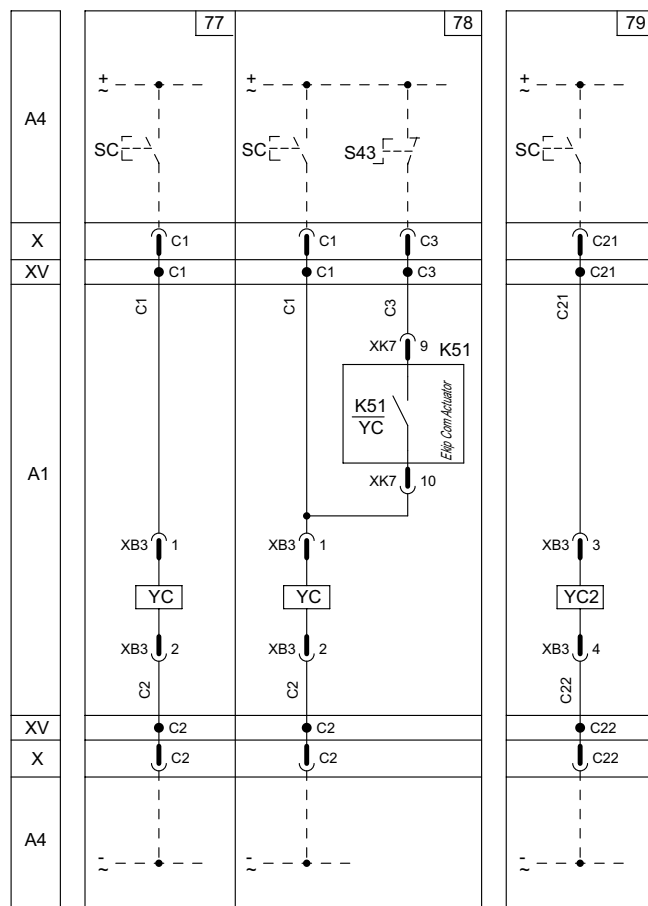 77 78 79
+ + +
~ ~ ~
A4
SC SC S43 SC
X C1 C1 C3 C21
XV C1 C1 C3 C21
C1 C1 C3 C21
XK7 9 K51
K51
YC
Ekip Com Actuator
A1
XK7 10
XB3 1 XB3 1 XB3 3
YC YC YC2
XB3 2 XB3 2 XB3 4
C2 C2 C22
XV C2 C2 C22
X C2 C2 C22
A4
- - -
~ ~ ~